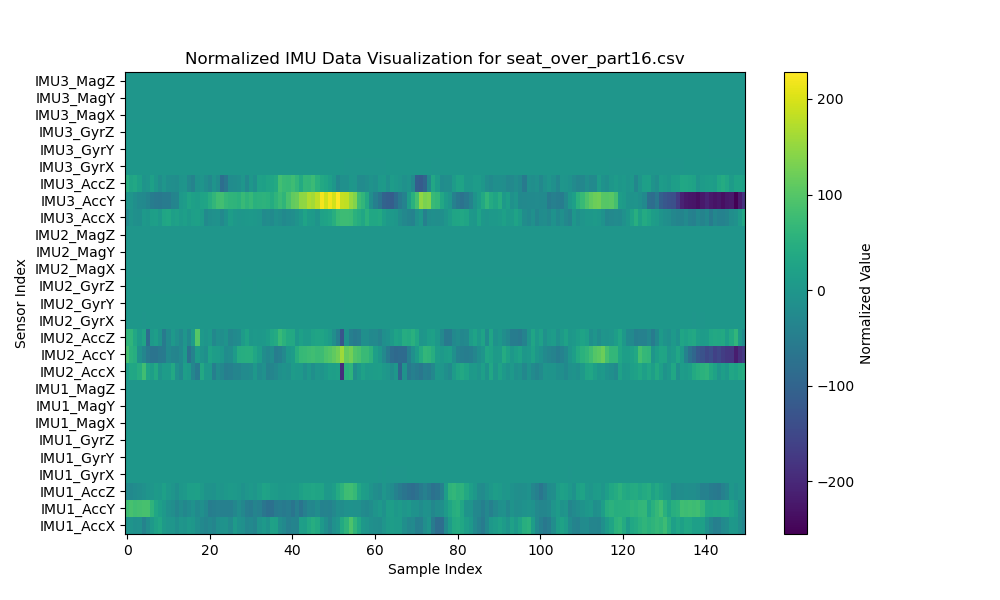 Normalized IMU Data Visualization for seat_over_part16.csv
Sensor Index
IMU3_MagZ
IMU3_MagY
IMU3_MagX
IMU3_GyrZ
IMU3_GyrY
IMU3_GyrX
IMU3_AccZ
IMU3_AccY
IMU3_AccX
IMU2_MagZ
IMU2_MagY
IMU2_MagX
IMU2_GyrZ
IMU2_GyrY
IMU2_GyrX
IMU2_AccZ
IMU2_AccY
IMU2_AccX
IMU1_MagZ
IMU1_MagY
IMU1_MagX
IMU1_GyrZ
IMU1_GyrY
IMU1_GyrX
IMU1_AccZ
IMU1_AccY
IMU1_AccX
0 20 40 60 80 100 120 140
Sample Index
200
100
0
−100
−200
Normalized Value